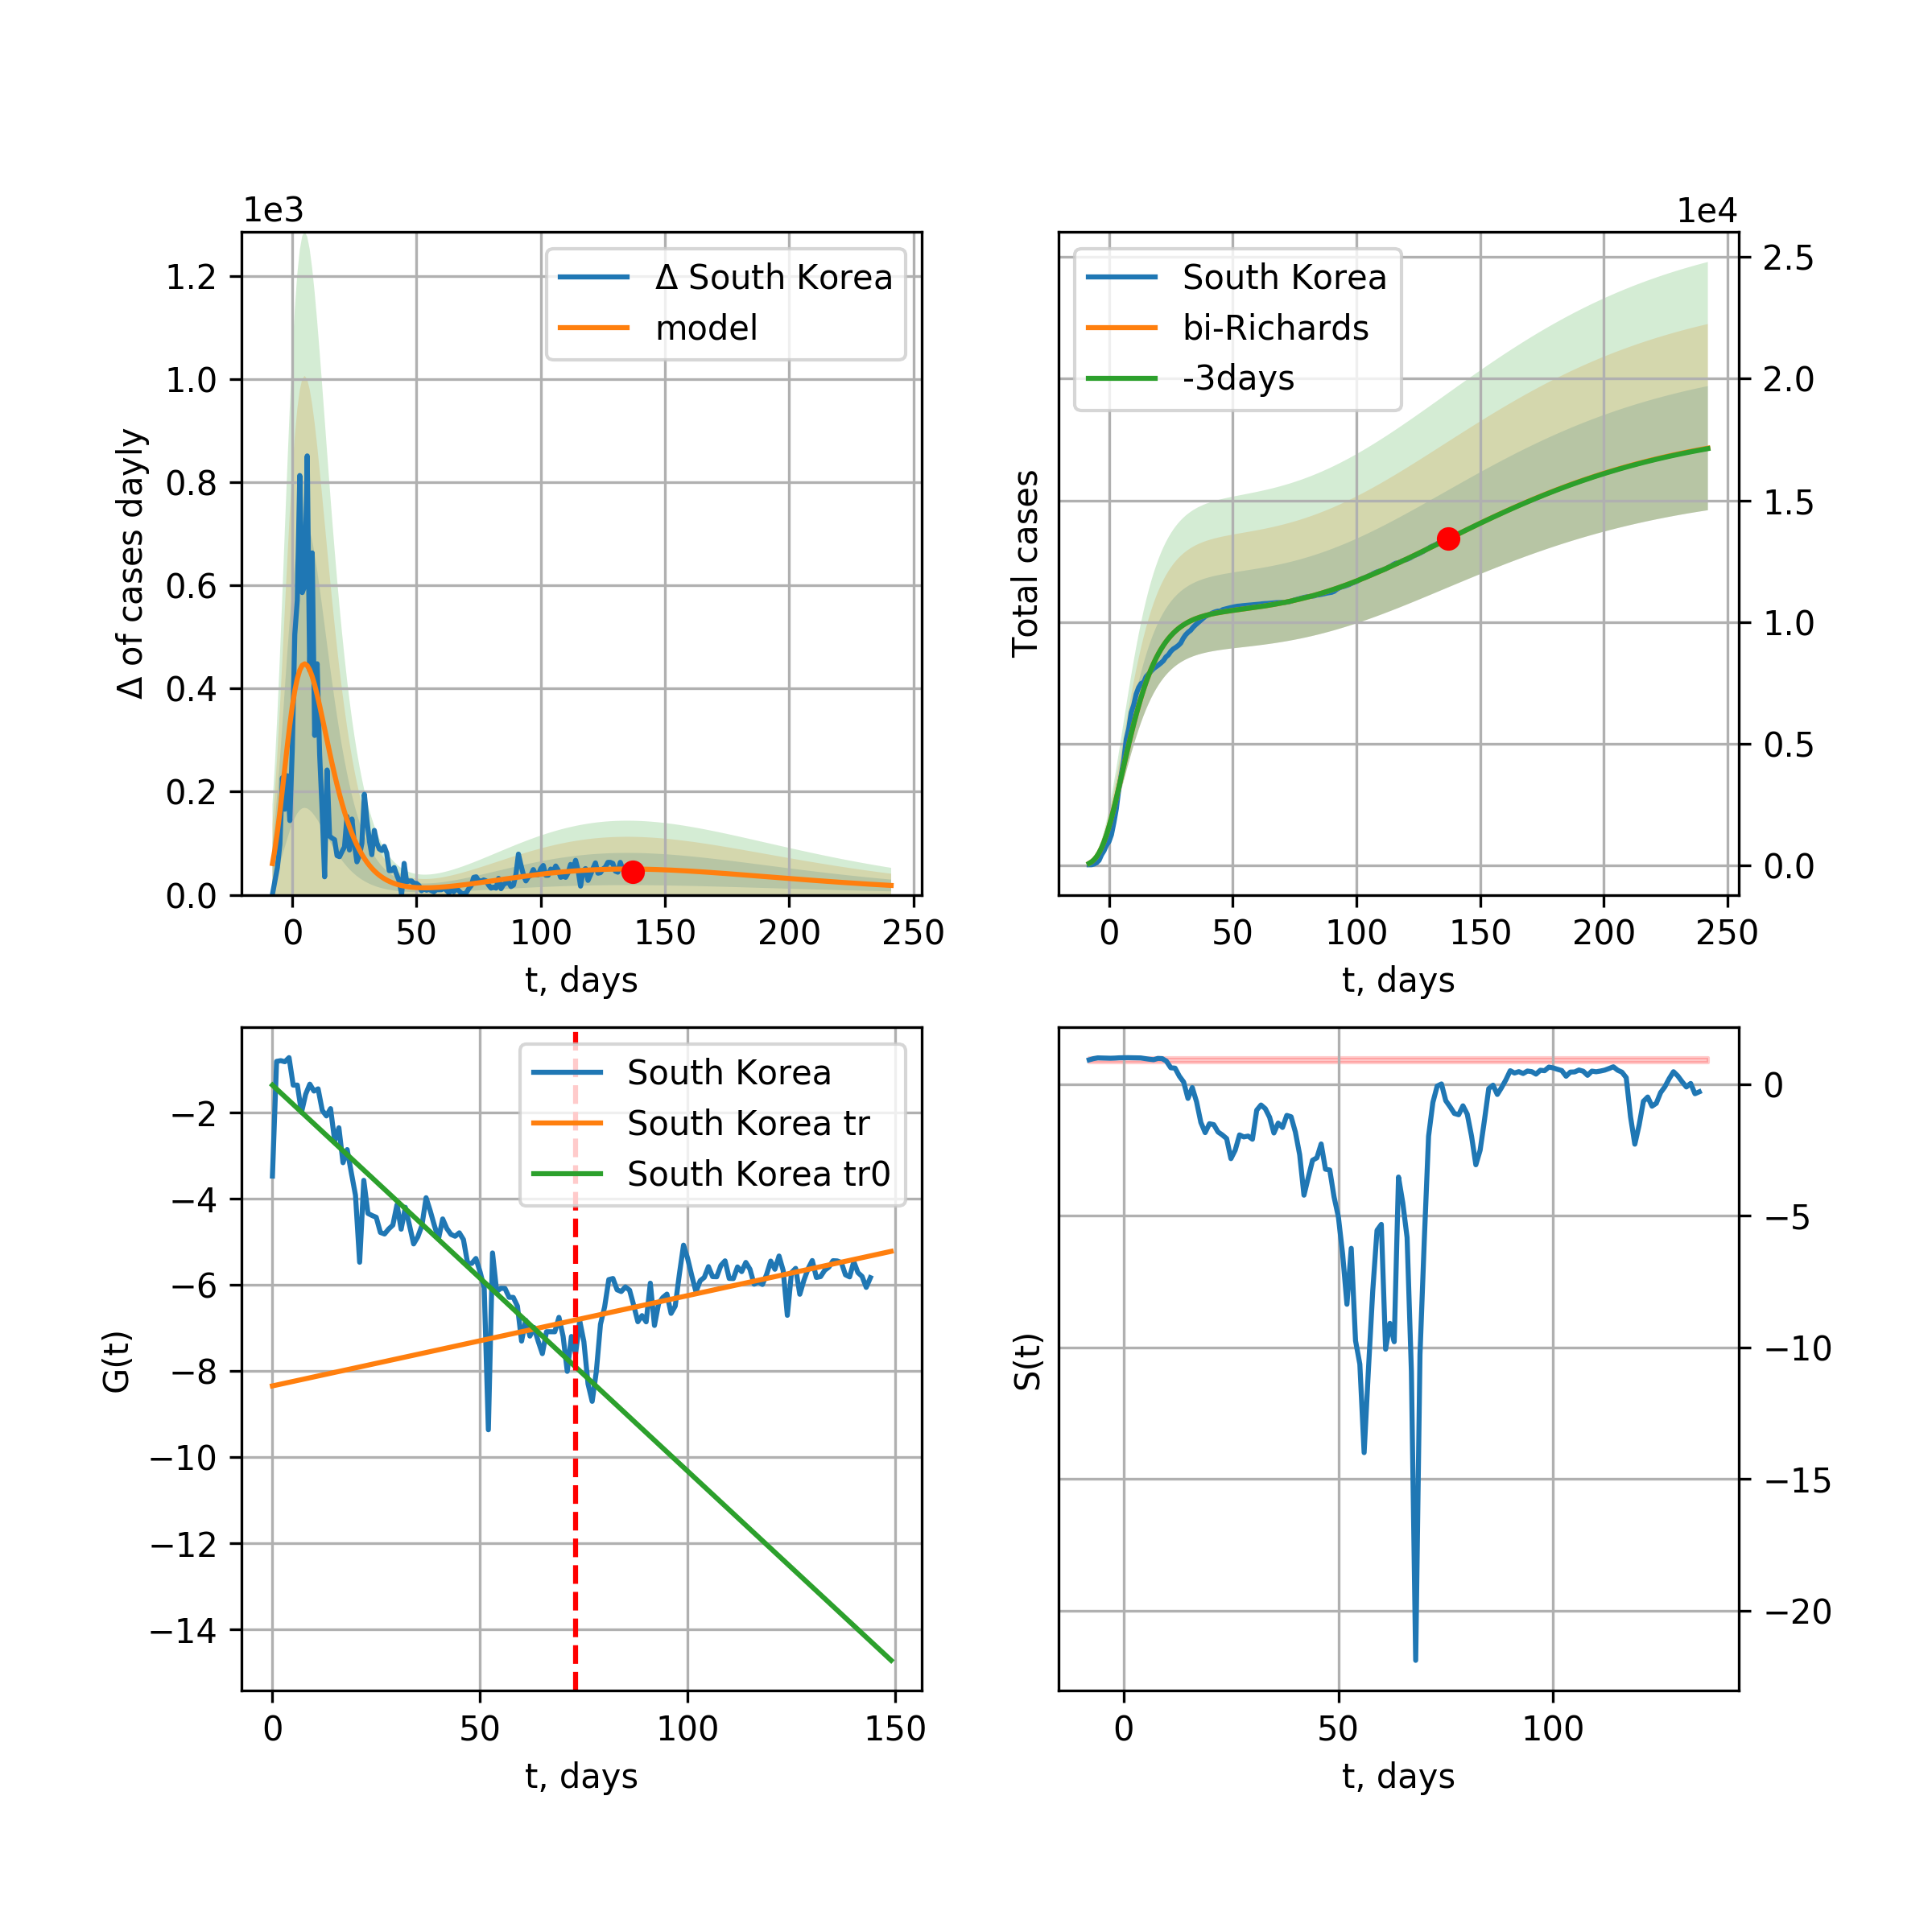 1e3
Δ of cases dayly
1.2
1.0
0.8
0.6
0.4
0.2
0.0
Δ South Korea
model
0 50 100 150 200 250
t, days
1e4
Total cases
South Korea
bi-Richards
-3days
2.5
2.0
1.5
1.0
0.5
0.0
0 50 100 150 200 250
t, days
G(t)
−2
−4
−6
−8
−10
−12
−14
South Korea
South Korea tr
South Korea tr0
0 50 100 150
t, days
S(t)
0
−5
−10
−15
−20
0 50 100
t, days